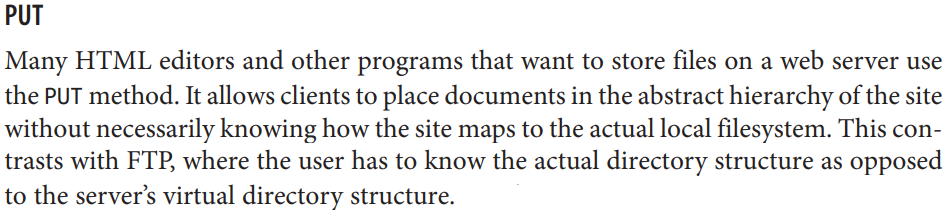 PUT
Many HTML editors and other programs that want to store files on a web server use
the PUT method. It allows clients to place documents in the abstract hierarchy of the site
without necessarily knowing how the site maps to the actual local filesystem. This con-
trasts with FTP, where the user has to know the actual directory structure as opposed
to the server’s virtual directory structure.